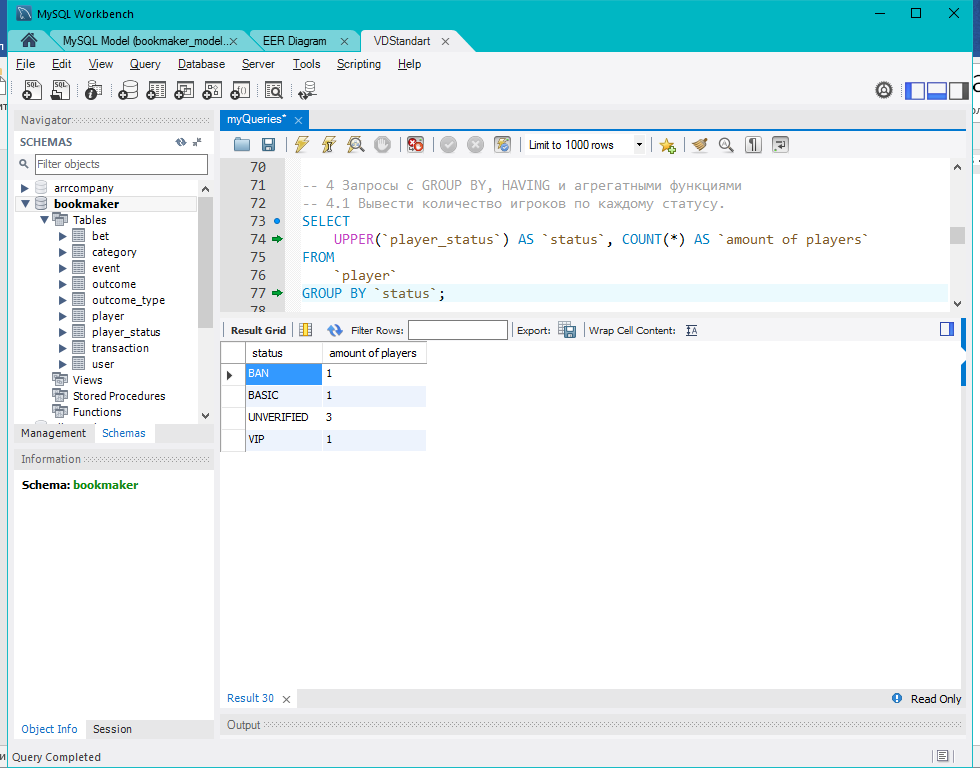 MySQL Workbench
MySQL Model (bookmaker_model..
EER Diagram
VDStandart
File Edit View Query Database Server Tools Scripting Help
Navigator
SCHEMAS
Filter objects
arrcompany
bookmaker
Tables
bet
category
event
outcome
outcome_type
player
player_status
transaction
user
Views
Stored Procedures
Functions
Management Schemas
Information
Schema: bookmaker
Object Info Session
myQueries*
Limit to 1000 rows
70
71 -- 4 Запросы с GROUP BY, HAVING и агрегатными функциями
72 -- 4.1 Вывести количество игроков по каждому статусу.
73 SELECT
74 UPPER(`player_status`) AS `status`, COUNT(*) AS `amount of players`
75 FROM
76 `player`
77 GROUP BY `status`;
78
Result Grid Filter Rows: Export: Wrap Cell Content:
status amount of players
BAN 1
BASIC 1
UNVERIFIED 3
VIP 1
Result 30
Read Only
Output
Query Completed